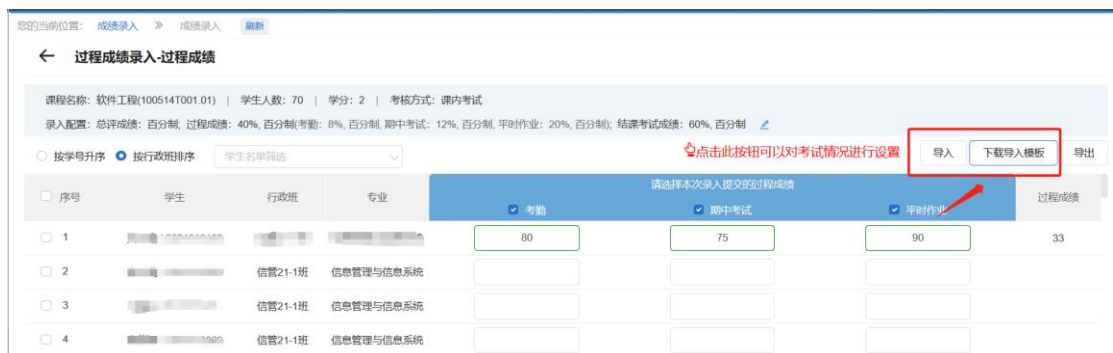 您的当前位置： 成绩录入 » 成绩录入 刷新
← 过程成绩录入-过程成绩
课程名称：软件工程(100514T001.01) | 学生人数：70 | 学分：2 | 考核方式：课内考试
录入配置：总评成绩：百分制; 过程成绩：40%, 百分制(考勤：8%, 百分制, 期中考试：12%, 百分制, 平时作业：20%, 百分制); 结课考试成绩：60%, 百分制
按学号升序 按行政班排序 学生名单筛选 点击此按钮可以对考试情况进行设置 导入 下载导入模板 导出
请选择本次录入提交的过程成绩
序号 学生 行政班 专业 考勤 期中考试 平时作业 过程成绩
1 80 75 90 33
2 信管21-1班 信息管理与信息系统
3 信管21-1班 信息管理与信息系统
4 信管21-1班 信息管理与信息系统